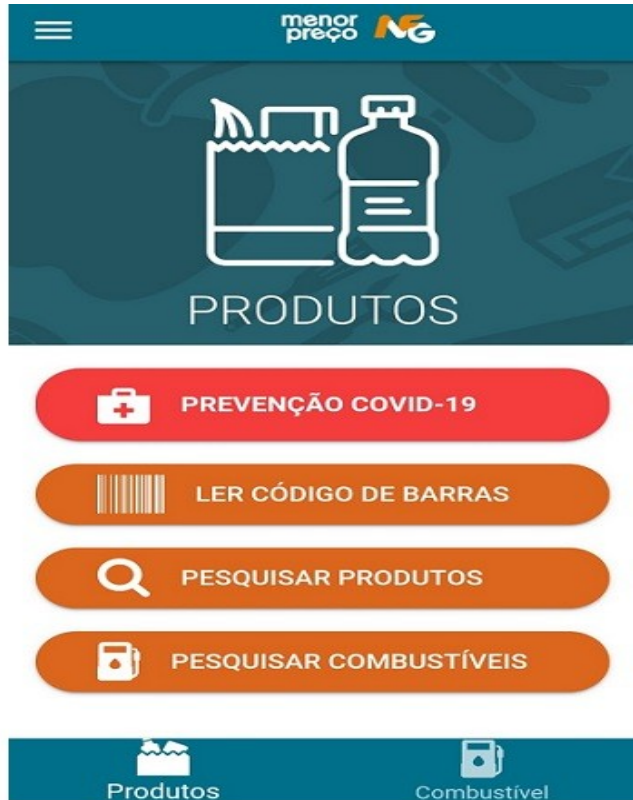 menor
preço NFG
PRODUTOS
PREVENÇÃO COVID-19
LER CÓDIGO DE BARRAS
PESQUISAR PRODUTOS
PESQUISAR COMBUSTÍVEIS
Produtos
Combustível